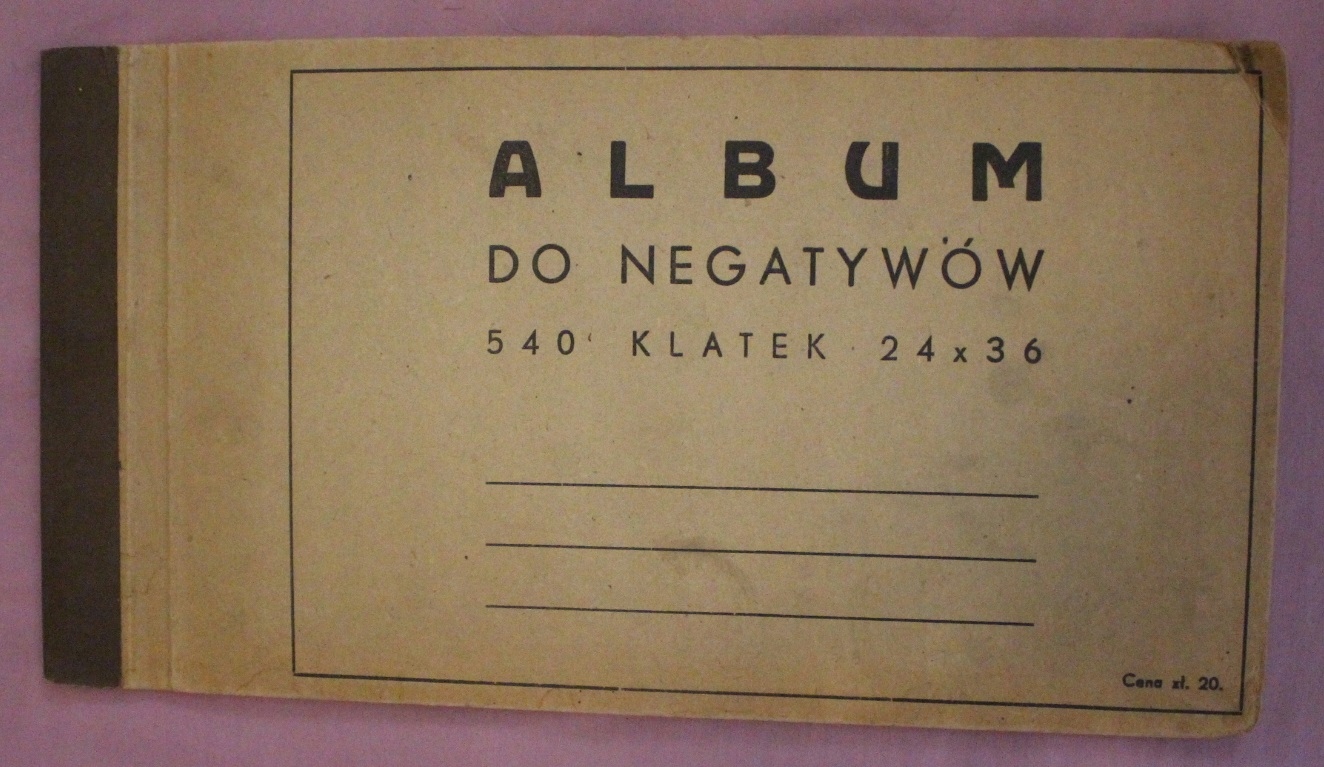 ALBUM
DO NEGATYWÓW
540 KLATEK 24x36
Cena zł. 20.